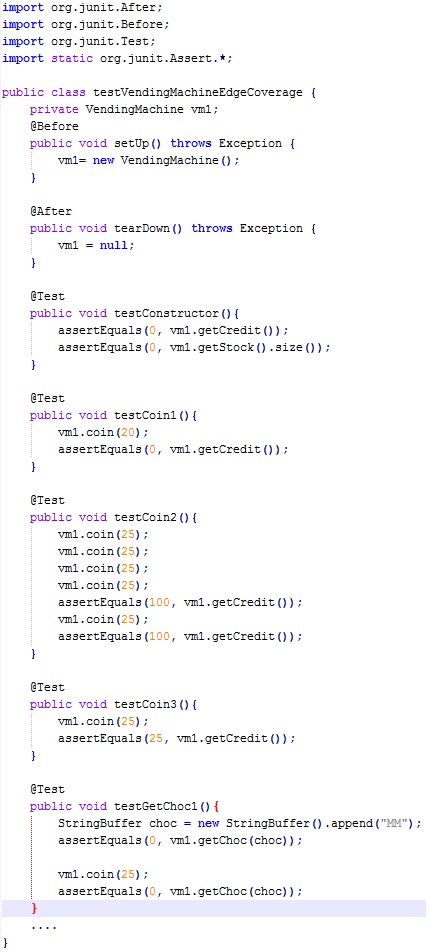 import org.junit.After;
import org.junit.Before;
import org.junit.Test;
import static org.junit.Assert.*;

public class testVendingMachineEdgeCoverage {
    private VendingMachine vm1;
    @Before
    public void setUp() throws Exception {
        vm1= new VendingMachine();
    }

    @After
    public void tearDown() throws Exception {
        vm1 = null;
    }

    @Test
    public void testConstructor(){
        assertEquals(0, vm1.getCredit());
        assertEquals(0, vm1.getStock().size());
    }

    @Test
    public void testCoin1(){
        vm1.coin(20);
        assertEquals(0, vm1.getCredit());
    }

    @Test
    public void testCoin2(){
        vm1.coin(25);
        vm1.coin(25);
        vm1.coin(25);
        vm1.coin(25);
        assertEquals(100, vm1.getCredit());
        vm1.coin(25);
        assertEquals(100, vm1.getCredit());
    }

    @Test
    public void testCoin3(){
        vm1.coin(25);
        assertEquals(25, vm1.getCredit());
    }

    @Test
    public void testGetChoc1(){
        StringBuffer choc = new StringBuffer().append("MM");
        assertEquals(0, vm1.getChoc(choc));

        vm1.coin(25);
        assertEquals(0, vm1.getChoc(choc));
    }
    ....
}